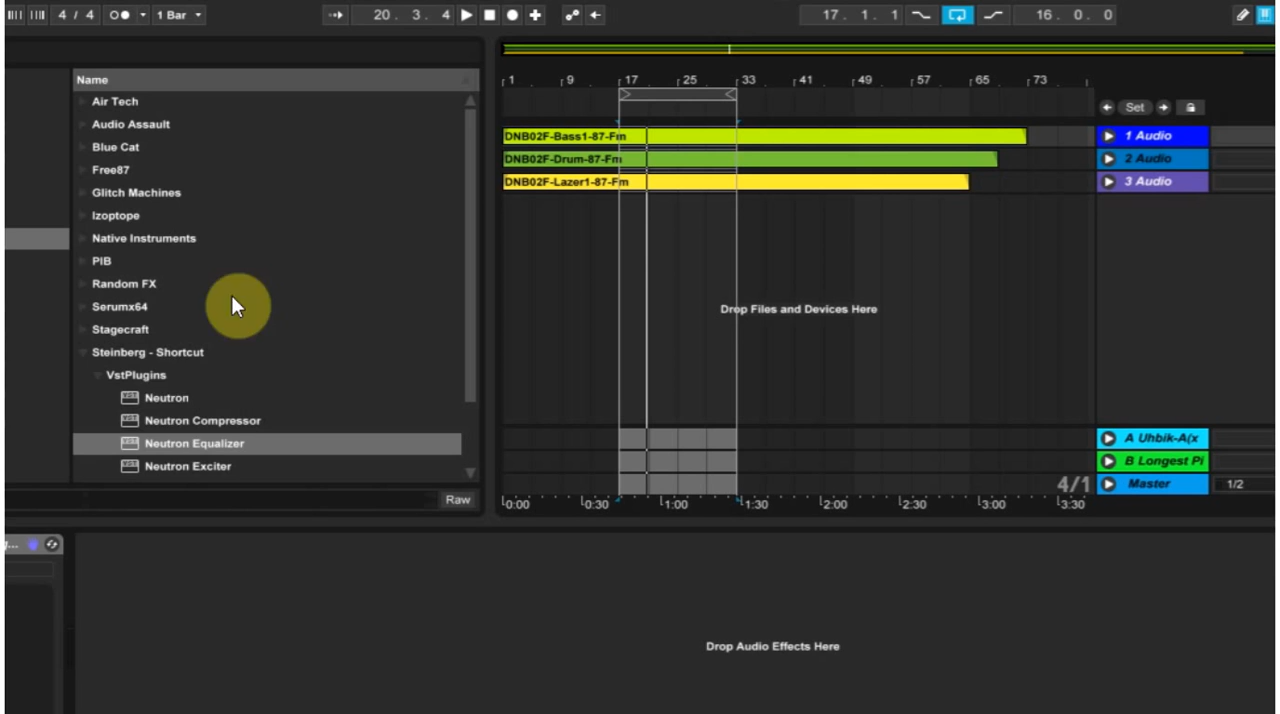 4 / 4 1 Bar 20. 3. 4 17. 1. 1 16. 0. 0
Name
Air Tech
Audio Assault
Blue Cat
Free87
Glitch Machines
Izoptope
Native Instruments
PIB
Random FX
Serumx64
Stagecraft
Steinberg - Shortcut
VstPlugins
Neutron
Neutron Compressor
Neutron Equalizer
Neutron Exciter
Raw
1 9 17 25 33 41 49 57 65 73
Set
DNB02F-Bass1-87-Fm
1 Audio
DNB02F-Drum-87-Fm
2 Audio
DNB02F-Lazer1-87-Fm
3 Audio
Drop Files and Devices Here
A Uhbik-A(x
B Longest Pi
4/1
Master
1/2
0:00 0:30 1:00 1:30 2:00 2:30 3:00 3:30
Drop Audio Effects Here